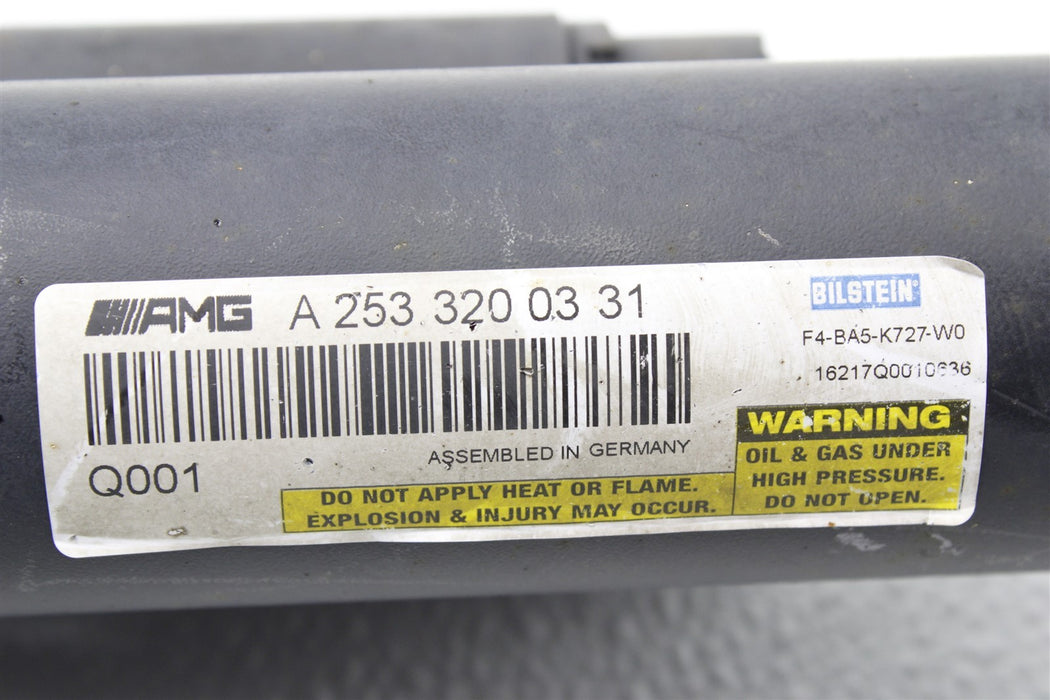 AMG A 253 320 03 31
BILSTEIN®
F4-BA5-K727-W0
16217Q0010636
ASSEMBLED IN GERMANY
Q001
DO NOT APPLY HEAT OR FLAME.
EXPLOSION & INJURY MAY OCCUR.
WARNING
OIL & GAS UNDER
HIGH PRESSURE.
DO NOT OPEN.